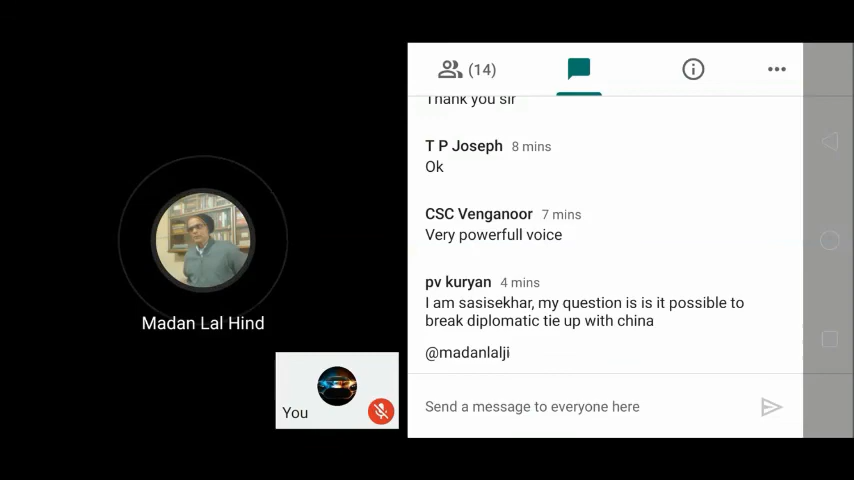 (14)
Thank you sir
T P Joseph 8 mins
Ok
CSC Venganoor 7 mins
Very powerfull voice
pv kuryan 4 mins
I am sasisekhar, my question is is it possible to
break diplomatic tie up with china
@madanlalji
Send a message to everyone here
Madan Lal Hind
You